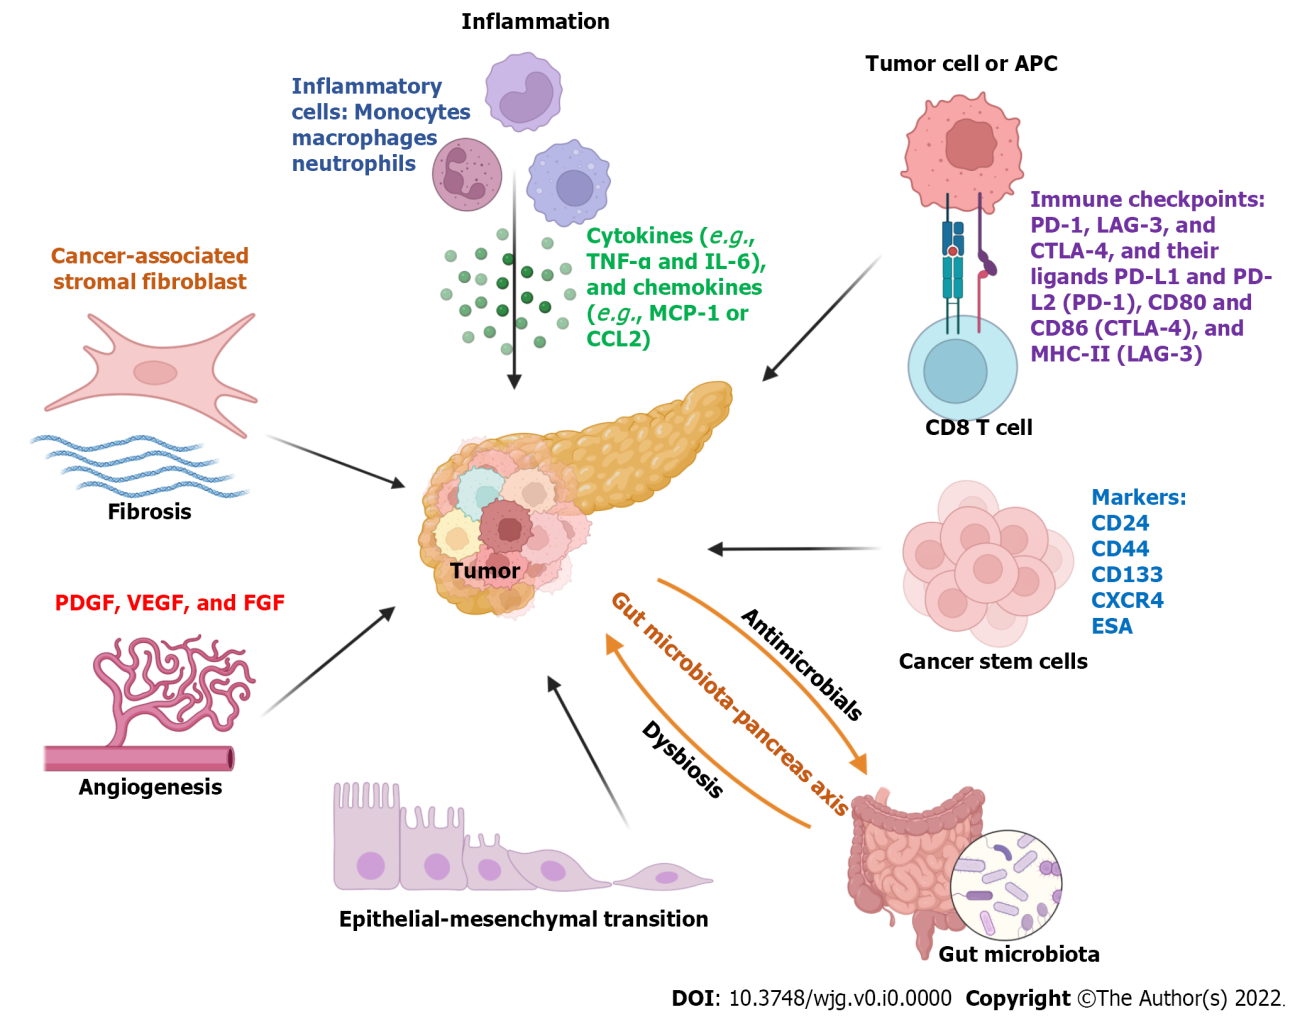 Inflammation
Inflammatory
cells: Monocytes
macrophages
neutrophils
Tumor cell or APC
Immune checkpoints:
PD-1, LAG-3, and
CTLA-4, and their
ligands PD-L1 and PD-
L2 (PD-1), CD80 and
CD86 (CTLA-4), and
MHC-II (LAG-3)
Cytokines (e.g.,
TNF-α and IL-6),
and chemokines
(e.g., MCP-1 or
CCL2)
Cancer-associated
stromal fibroblast
CD8 T cell
Fibrosis
Tumor
Markers:
CD24
CD44
CD133
CXCR4
ESA
Cancer stem cells
PDGF, VEGF, and FGF
Angiogenesis
Antimicrobials
Gut microbiota-pancreas axis
Dysbiosis
Epithelial-mesenchymal transition
Gut microbiota
DOI: 10.3748/wjg.v0.i0.0000 Copyright ©The Author(s) 2022.